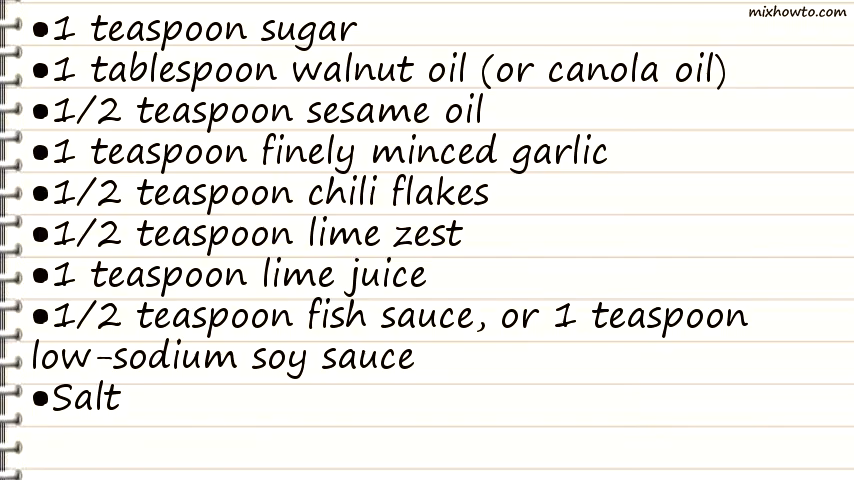 mixhowto.com
•1 teaspoon sugar
•1 tablespoon walnut oil (or canola oil)
•1/2 teaspoon sesame oil
•1 teaspoon finely minced garlic
•1/2 teaspoon chili flakes
•1/2 teaspoon lime zest
•1 teaspoon lime juice
•1/2 teaspoon fish sauce, or 1 teaspoon
low-sodium soy sauce
•Salt